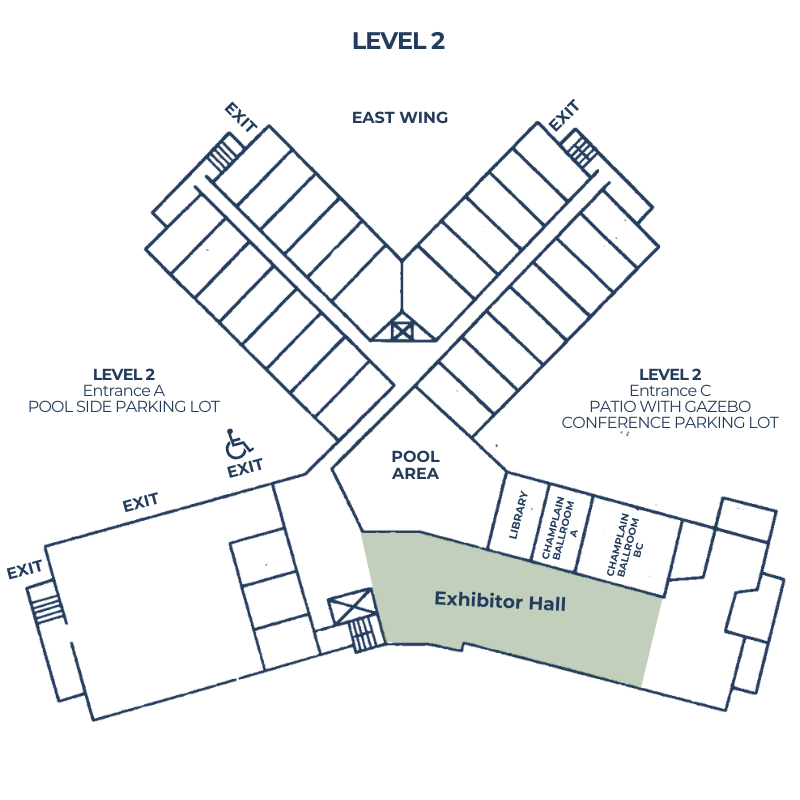 LEVEL 2
EXIT
EAST WING
EXIT
LEVEL 2
Entrance A
POOL SIDE PARKING LOT
LEVEL 2
Entrance C
PATIO WITH GAZEBO
CONFERENCE PARKING LOT
EXIT
POOL
AREA
EXIT
EXIT
LIBRARY
CHAMPLAIN
BALLROOM
A
CHAMPLAIN
BALLROOM
BC
Exhibitor Hall